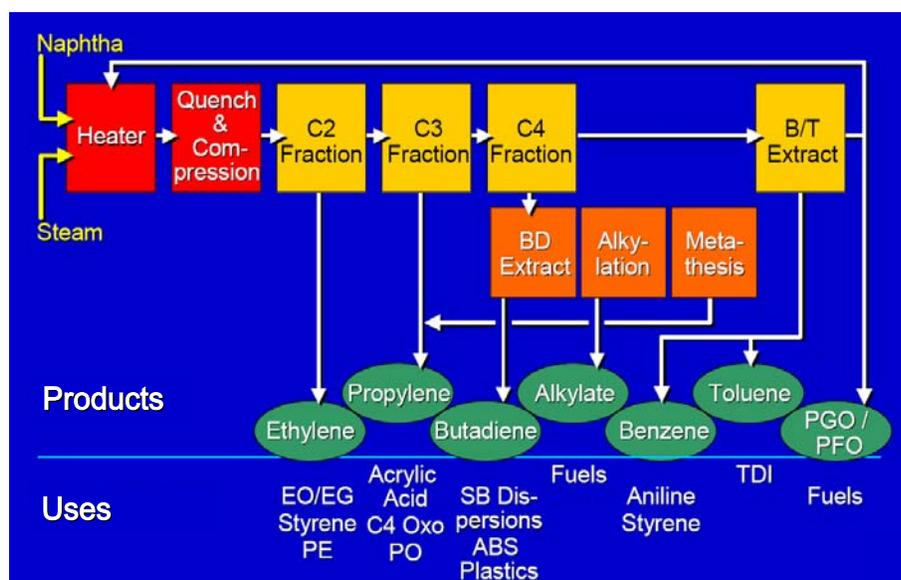 Naphtha
Heater
Steam
Quench
&
Com-
pression
C2
Fraction
C3
Fraction
C4
Fraction
B/T
Extract
BD
Extract
Alky-
lation
Meta-
thesis
Products
Ethylene
Propylene
Butadiene
Alkylate
Benzene
Toluene
PGO /
PFO
Uses
EO/EG
Styrene
PE
Acrylic
Acid
C4 Oxo
PO
SB Dis-
persions
ABS
Plastics
Fuels
Aniline
Styrene
TDI
Fuels